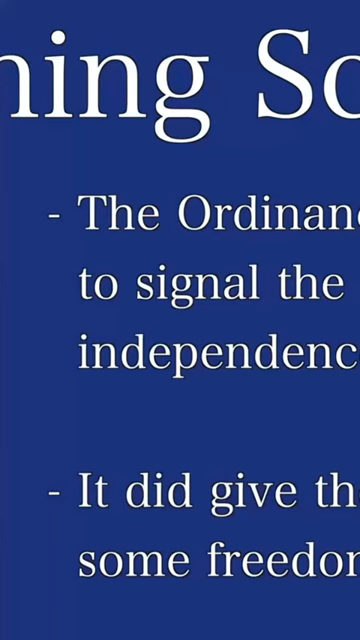 ning So
- The Ordinanc
to signal the
independenc
- It did give th
some freedor